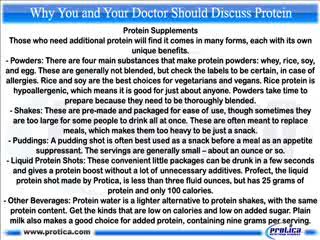 Why You and Your Doctor Should Discuss Protein
Protein Supplements
Those who need additional protein will find it comes in many forms, each with its own
unique benefits.
- Powders: There are four main substances that make protein powders: whey, rice, soy,
and egg. These are generally not blended, but check the labels to be certain, in case of
allergies. Rice and soy are the best choices for vegetarians and vegans. Rice protein is
hypoallergenic, which means it is good for just about anyone. Powders take time to
prepare because they need to be thoroughly blended.
- Shakes: These are pre-made and packaged for ease of use, though sometimes they
are too large for some people to drink all at once. These are often meant to replace
meals, which makes them too heavy to be just a snack.
- Puddings: A pudding shot is often best used as a snack before a meal as an appetite
suppressant. The servings are generally small – about an ounce or so.
- Liquid Protein Shots: These convenient little packages can be drunk in a few seconds
and gives a protein boost without a lot of unnecessary additives. Profect, the liquid
protein shot made by Protica, is less than three fluid ounces, but has 25 grams of
protein and only 100 calories.
- Other Beverages: Protein water is a lighter alternative to protein shakes, with the same
protein content. Get the kinds that are low on calories and low on added sugar. Plain
milk also makes a good choice for added protein, containing nine grams per serving.
www.protica.com
protica